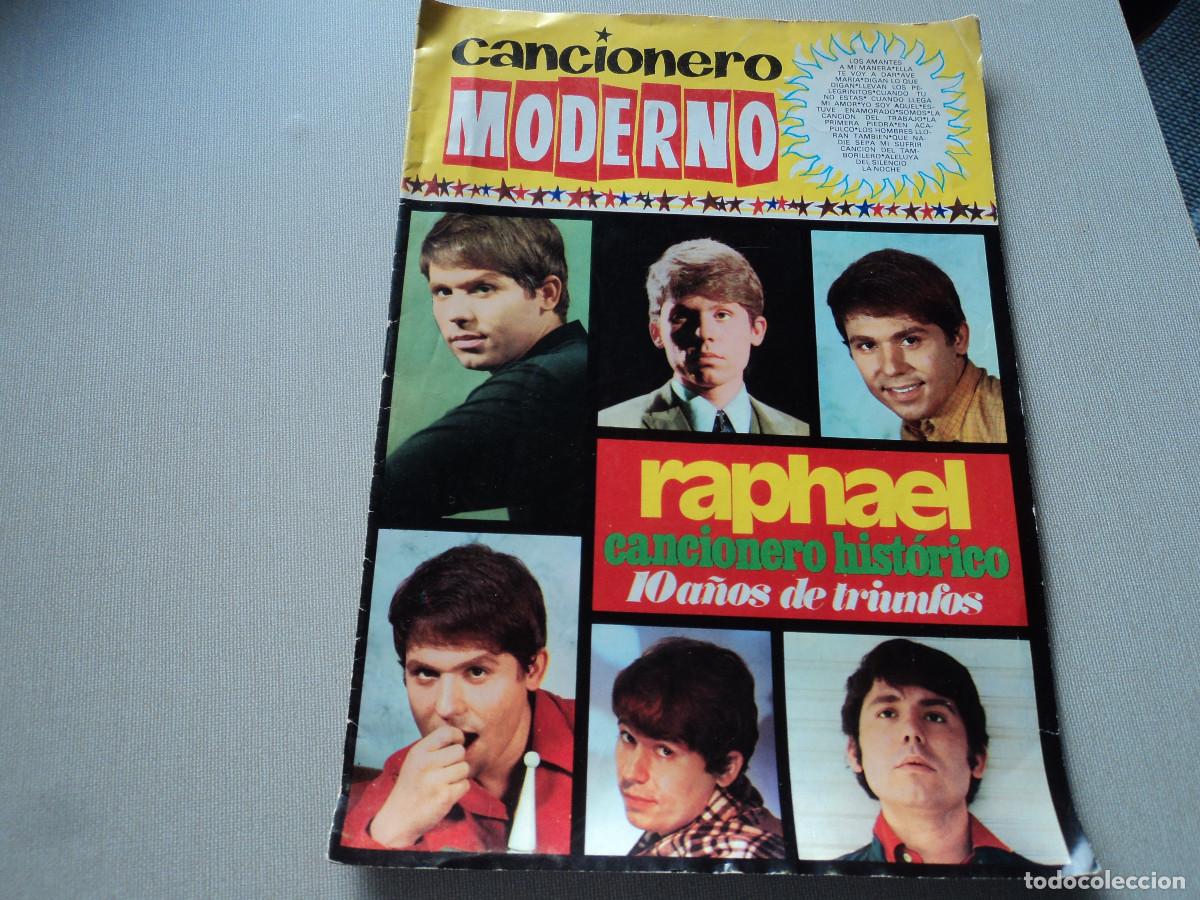 cancionero
MODERNO
LOS AMANTES
A MI MANERA*ELLA
TE VOY A DAR*AVE
MARIA*DIGAN LO QUE
DIGAN*LLEVAN LOS PE-
LEGRINITOS*CUANDO TU
NO ESTAS* CUANDO LLEGA
MI AMOR*YO SOY AQUEL*ES-
TUVE ENAMORADO*SOMOS*LA
CANCION DEL TRABAJO*LA
PRIMERA PIEDRA*EN ACA-
PULCO*LOS HOMBRES LLO-
RAN TAMBIEN*QUE NA-
DIE SEPA MI SUFRIR
CANCION DEL TAM-
BORILERO*ALELUYA
DEL SILENCIO
LA NOCHE
raphael
cancionero histórico
10 años de triunfos
todocoleccion